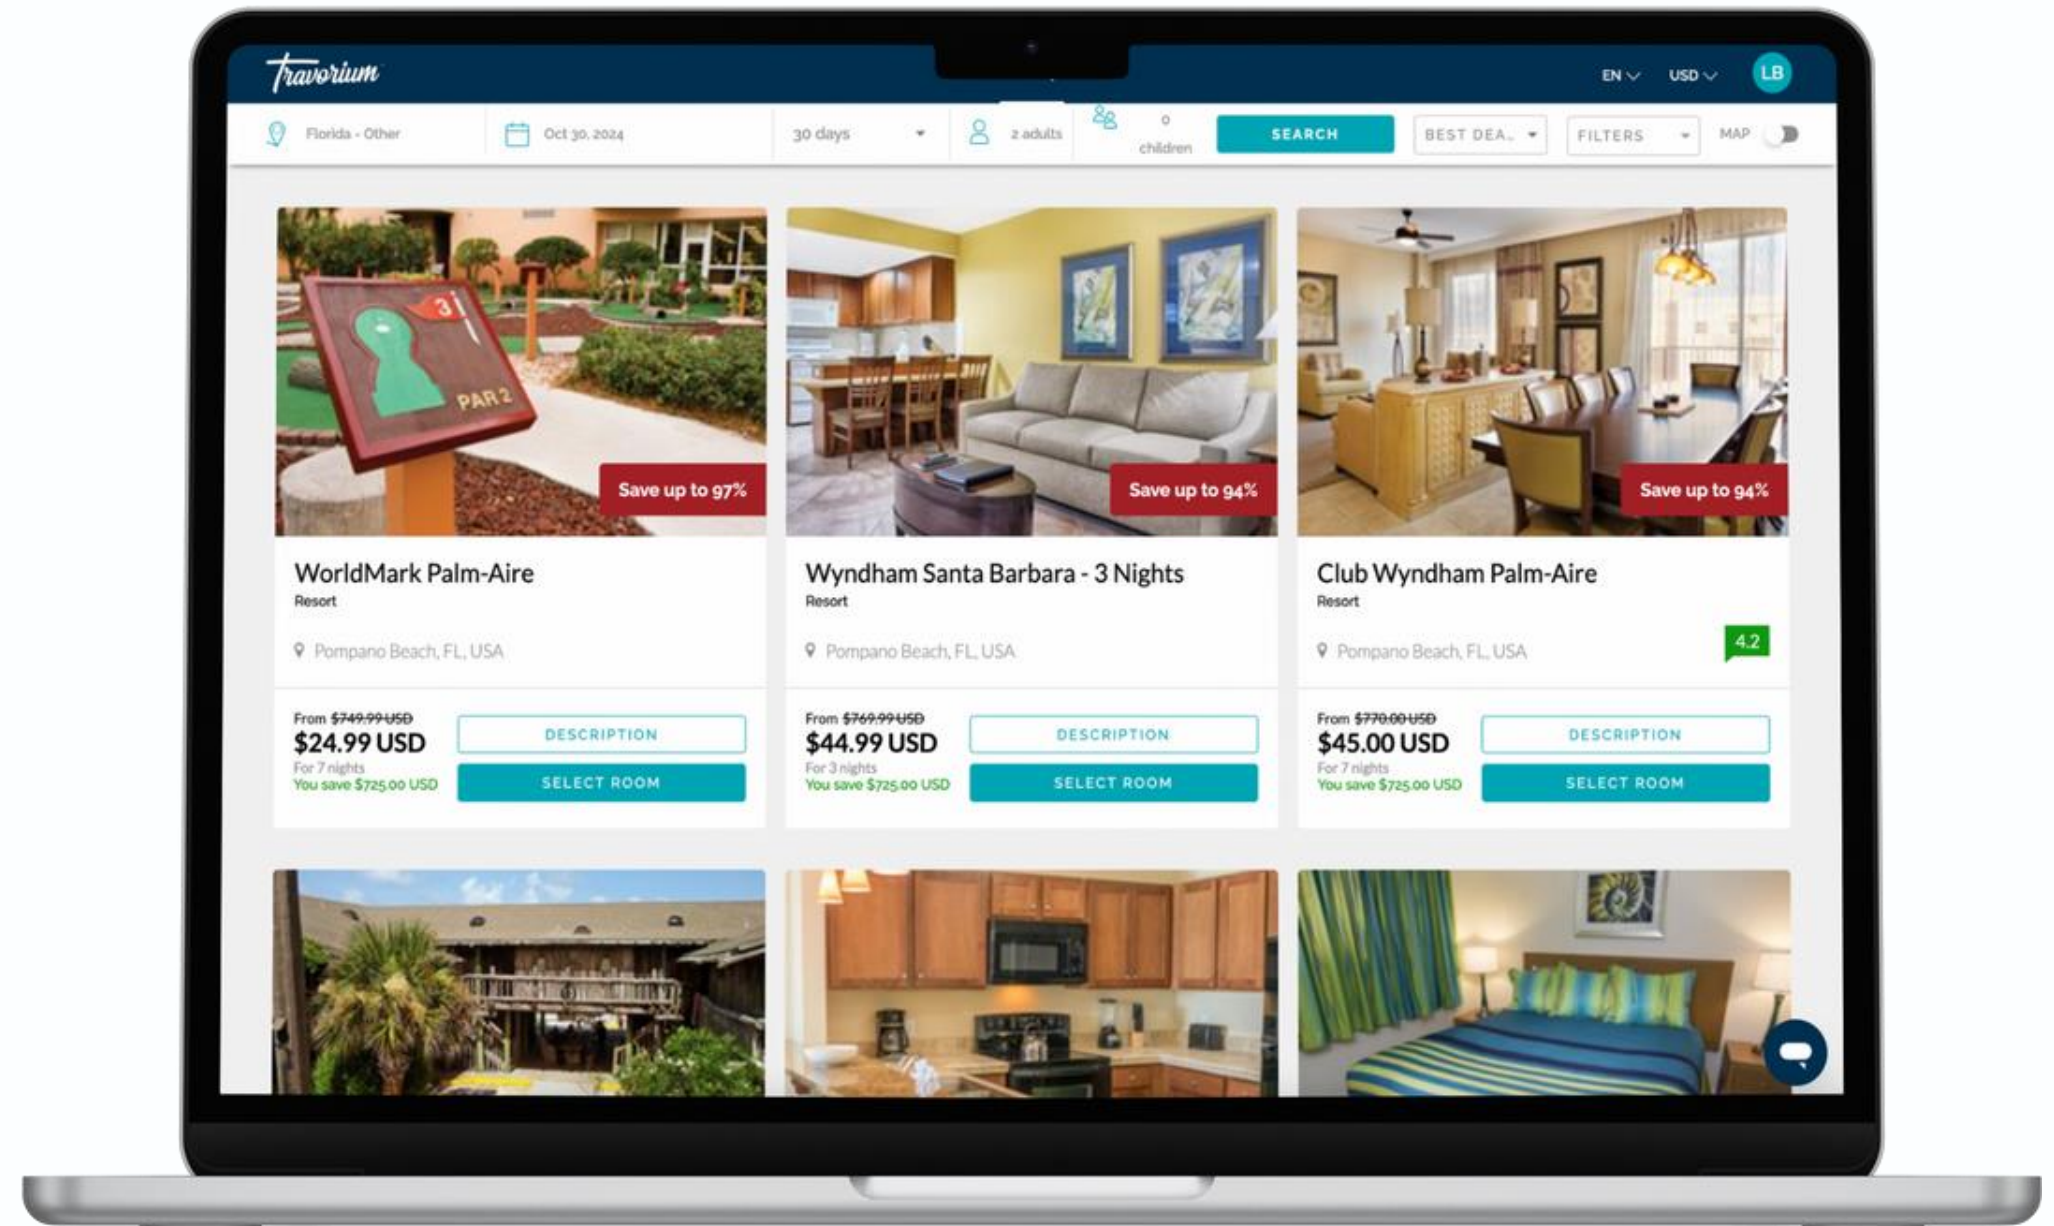 Travorium
EN
USD
LB
Florida - Other
Oct 30, 2024
30 days
2 adults
0
children
SEARCH
BEST DEA..
FILTERS
MAP
3
PAR 2
Save up to 97%
Save up to 94%
Save up to 94%
WorldMark Palm-Aire
Resort
Pompano Beach, FL, USA
From $749.99 USD
$24.99 USD
For 7 nights
You save $725.00 USD
DESCRIPTION
SELECT ROOM
Wyndham Santa Barbara - 3 Nights
Resort
Pompano Beach, FL, USA
From $769.99 USD
$44.99 USD
For 3 nights
You save $725.00 USD
DESCRIPTION
SELECT ROOM
Club Wyndham Palm-Aire
Resort
Pompano Beach, FL, USA
4.2
From $770.00 USD
$45.00 USD
For 7 nights
You save $725.00 USD
DESCRIPTION
SELECT ROOM